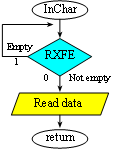 InChar
Empty
RXFE
1
0 Not empty
Read data
return